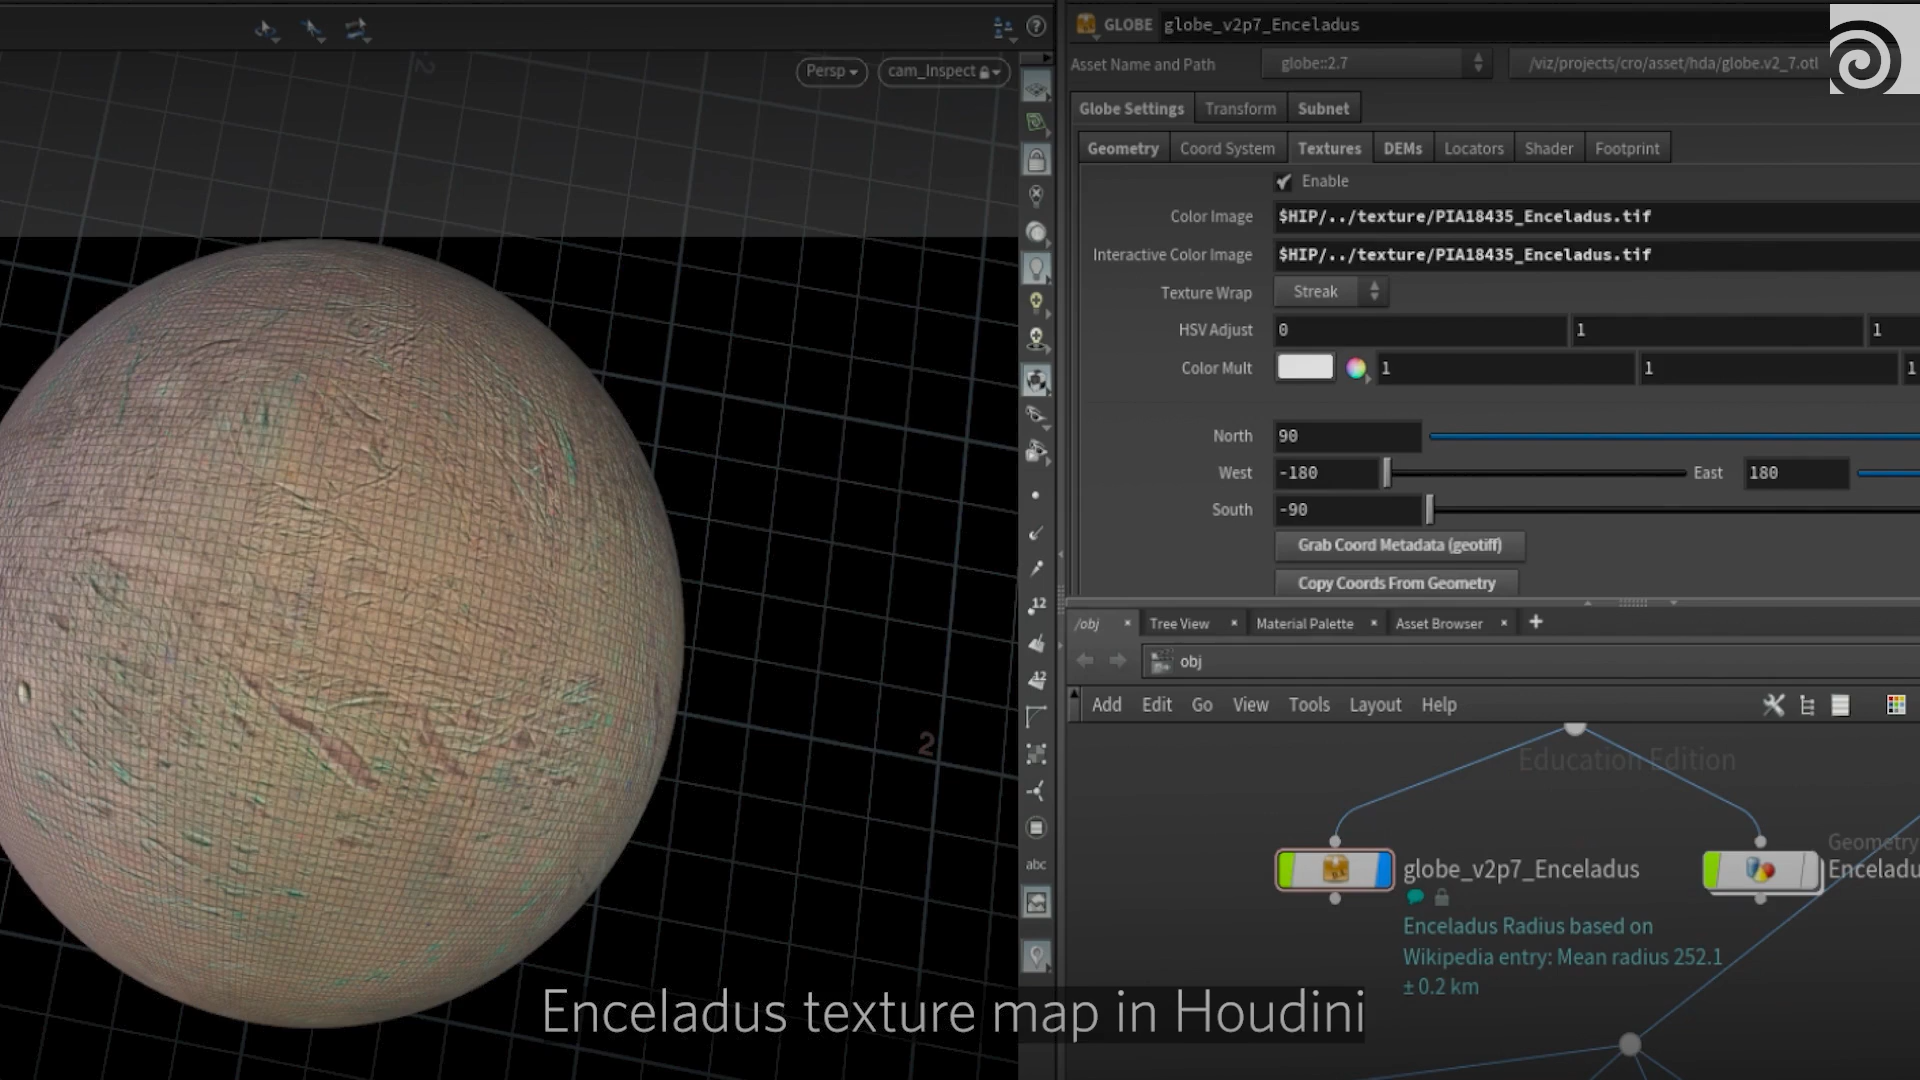 GLOBE globe_v2p7_Enceladus
Persp cam_Inspect
Asset Name and Path globe::2.7 /viz/projects/cro/asset/hda/globe.v2_7.otl
Globe Settings Transform Subnet
Geometry Coord System Textures DEMs Locators Shader Footprint
Enable
Color Image $HIP/../texture/PIA18435_Enceladus.tif
Interactive Color Image $HIP/../texture/PIA18435_Enceladus.tif
Texture Wrap Streak
HSV Adjust 0 1 1
Color Mult 1 1 1
North 90
West -180 East 180
South -90
Grab Coord Metadata (geotiff)
Copy Coords From Geometry
12
12
abc
2
2
/obj Tree View Material Palette Asset Browser
obj
Add Edit Go View Tools Layout Help
Education Edition
Geometry
globe_v2p7_Enceladus
Enceladu
Enceladus Radius based on
Wikipedia entry: Mean radius 252.1
± 0.2 km
Enceladus texture map in Houdini